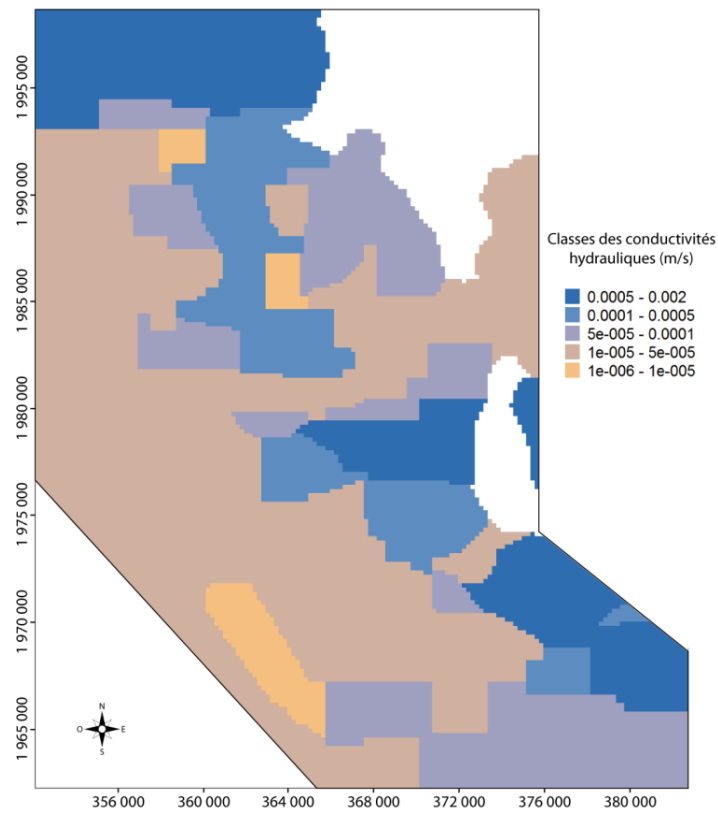 1 995 000
1 990 000
1 985 000
1 980 000
1 975 000
1 970 000
1 965 000
Classes des conductivités
hydrauliques (m/s)
0.0005 - 0.002
0.0001 - 0.0005
5e-005 - 0.0001
1e-005 - 5e-005
1e-006 - 1e-005
N
O E
S
356 000 360 000 364 000 368 000 372 000 376 000 380 000